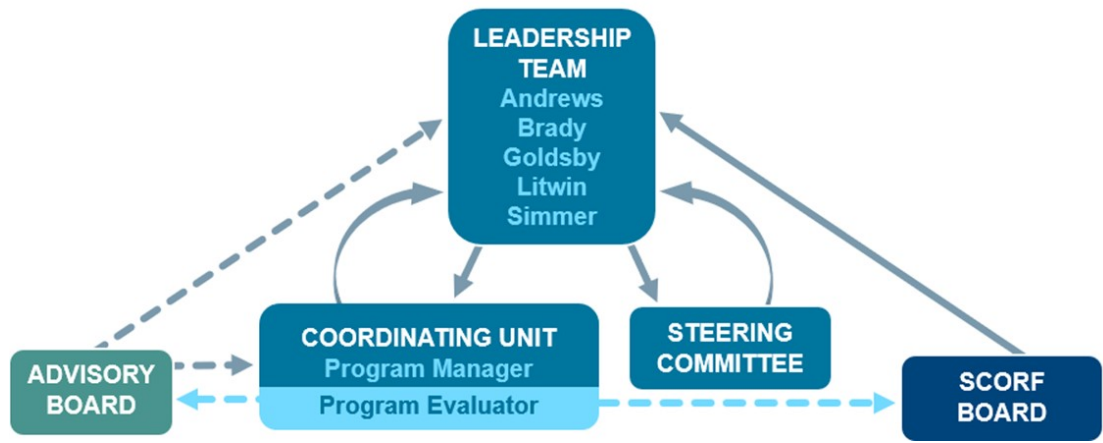 LEADERSHIP
TEAM
Andrews
Brady
Goldsby
Litwin
Simmer
COORDINATING UNIT
Program Manager
Program Evaluator
STEERING
COMMITTEE
ADVISORY
BOARD
SCORF
BOARD